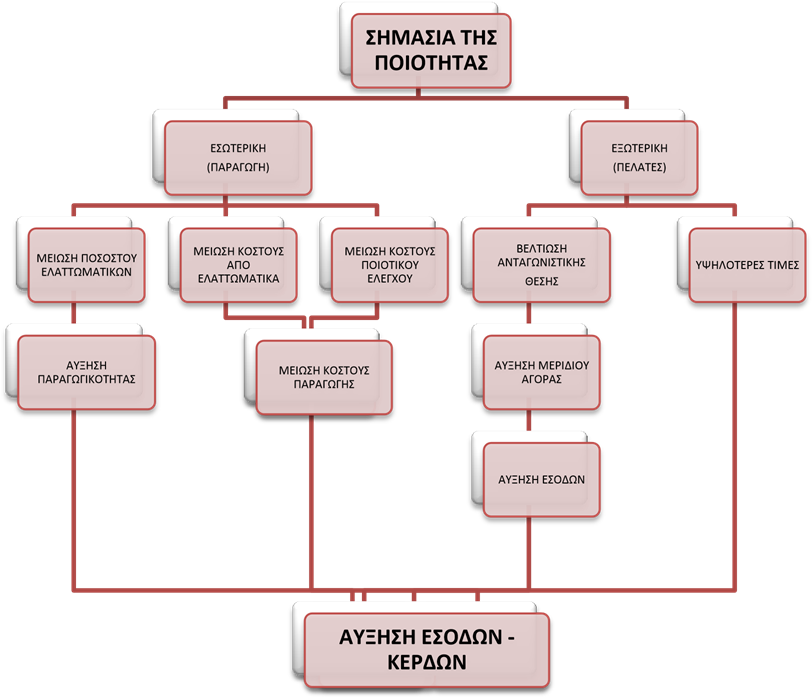 ΣΗΜΑΣΙΑ ΤΗΣ
ΠΟΙΟΤΗΤΑΣ
ΕΣΩΤΕΡΙΚΗ
(ΠΑΡΑΓΩΓΗ)
ΕΞΩΤΕΡΙΚΗ
(ΠΕΛΑΤΕΣ)
ΜΕΙΩΣΗ ΠΟΣΟΣΤΟΥ
ΕΛΑΤΤΩΜΑΤΙΚΩΝ
ΜΕΙΩΣΗ ΚΟΣΤΟΥΣ
ΑΠΟ
ΕΛΑΤΤΩΜΑΤΙΚΑ
ΜΕΙΩΣΗ ΚΟΣΤΟΥΣ
ΠΟΙΟΤΙΚΟΥ
ΕΛΕΓΧΟΥ
ΒΕΛΤΙΩΣΗ
ΑΝΤΑΓΩΝΙΣΤΙΚΗΣ
ΘΕΣΗΣ
ΥΨΗΛΟΤΕΡΕΣ ΤΙΜΕΣ
ΑΥΞΗΣΗ
ΠΑΡΑΓΩΓΙΚΟΤΗΤΑΣ
ΜΕΙΩΣΗ ΚΟΣΤΟΥΣ
ΠΑΡΑΓΩΓΗΣ
ΑΥΞΗΣΗ ΜΕΡΙΔΙΟΥ
ΑΓΟΡΑΣ
ΑΥΞΗΣΗ ΕΣΟΔΩΝ
ΑΥΞΗΣΗ ΕΣΟΔΩΝ -
ΚΕΡΔΩΝ